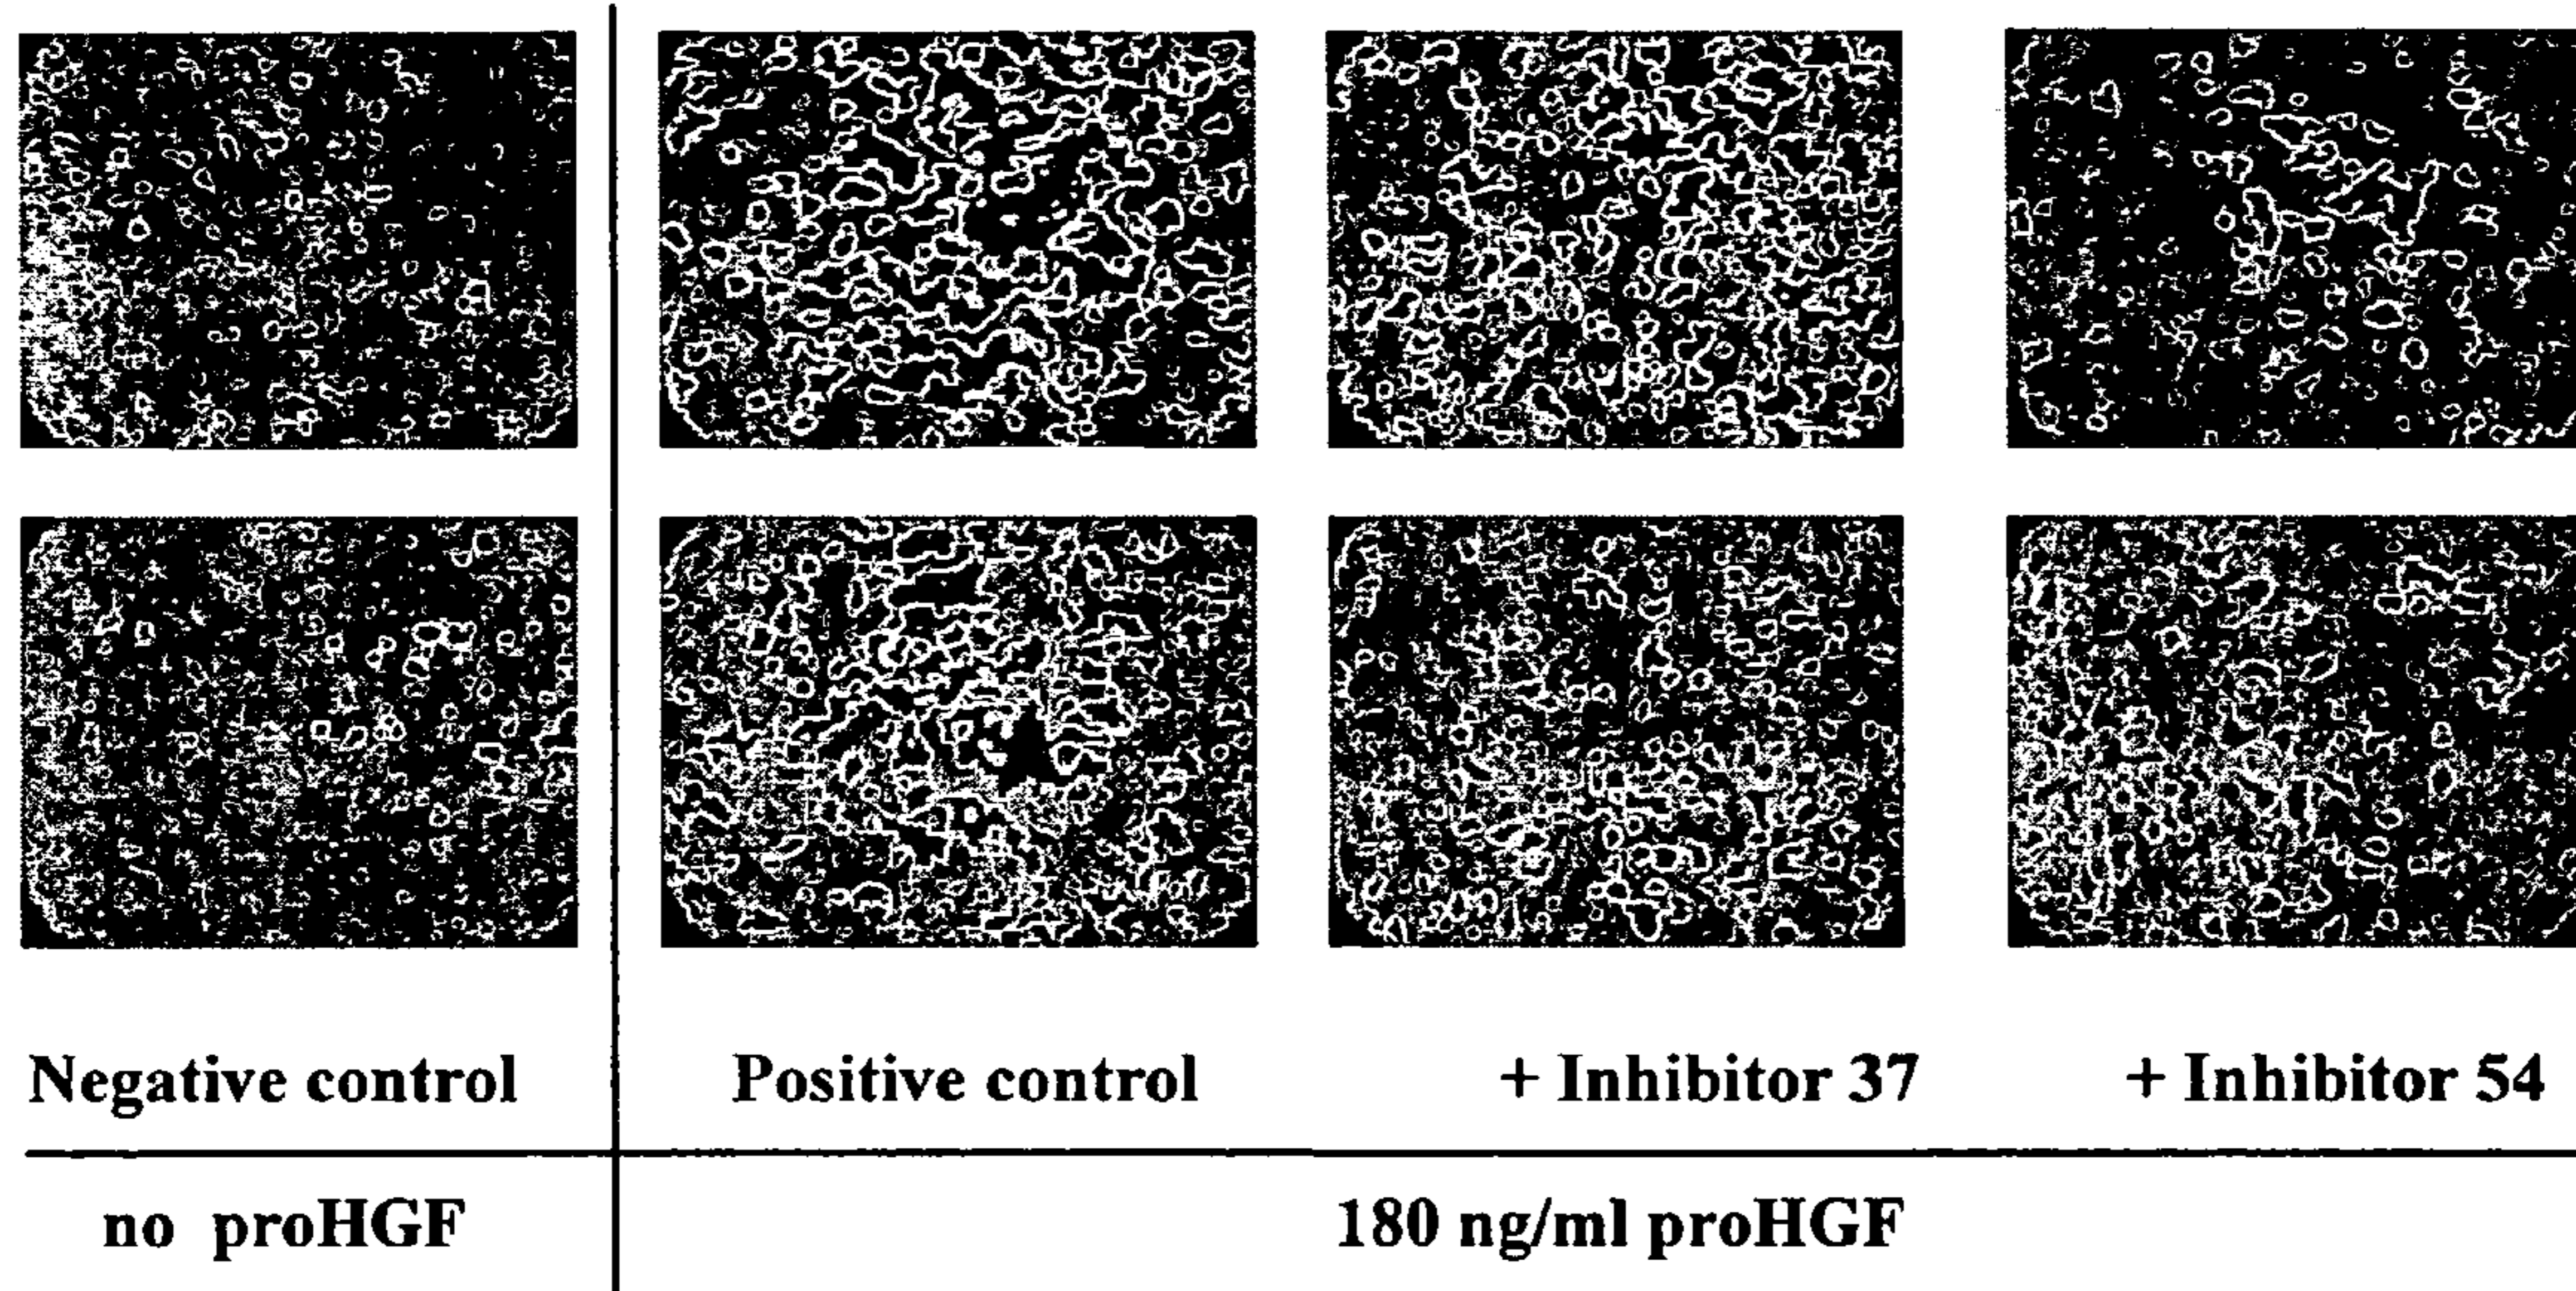 Negative control
Positive control
+ Inhibitor 37
+ Inhibitor 54
no proHGF
180 ng/ml proHGF